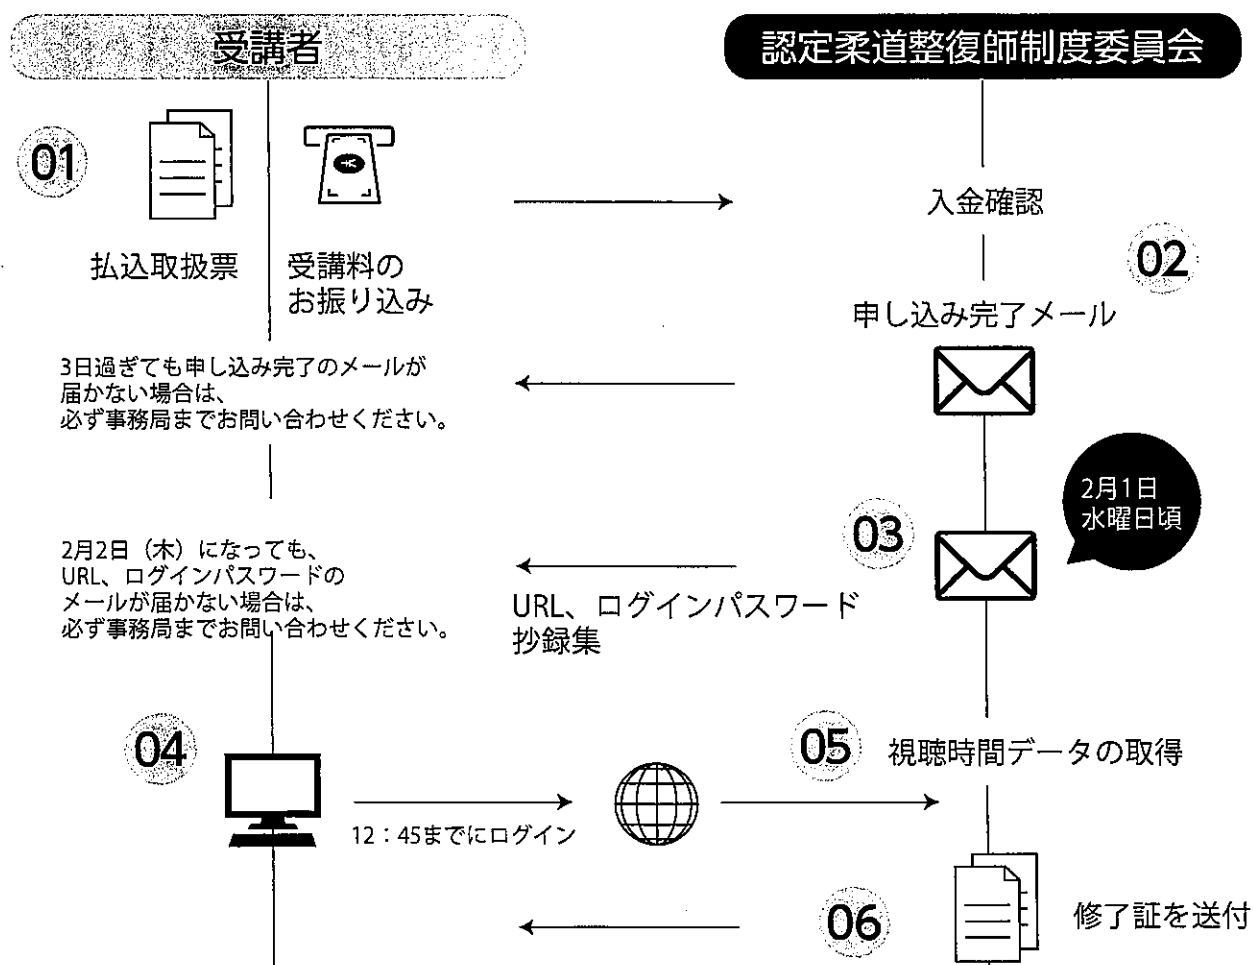 受講者
認定柔道整復師制度委員会
01
払込取扱票
受講料の
お振り込み
入金確認
02
申し込み完了メール
3日過ぎても申し込み完了のメールが
届かない場合は、
必ず事務局までお問い合わせください。
2月1日
水曜日頃
03
2月2日（木）になっても、
URL、ログインパスワードの
メールが届かない場合は、
必ず事務局までお問い合わせください。
URL、ログインパスワード
抄録集
04
12：45までにログイン
05
視聴時間データの取得
06
修了証を送付